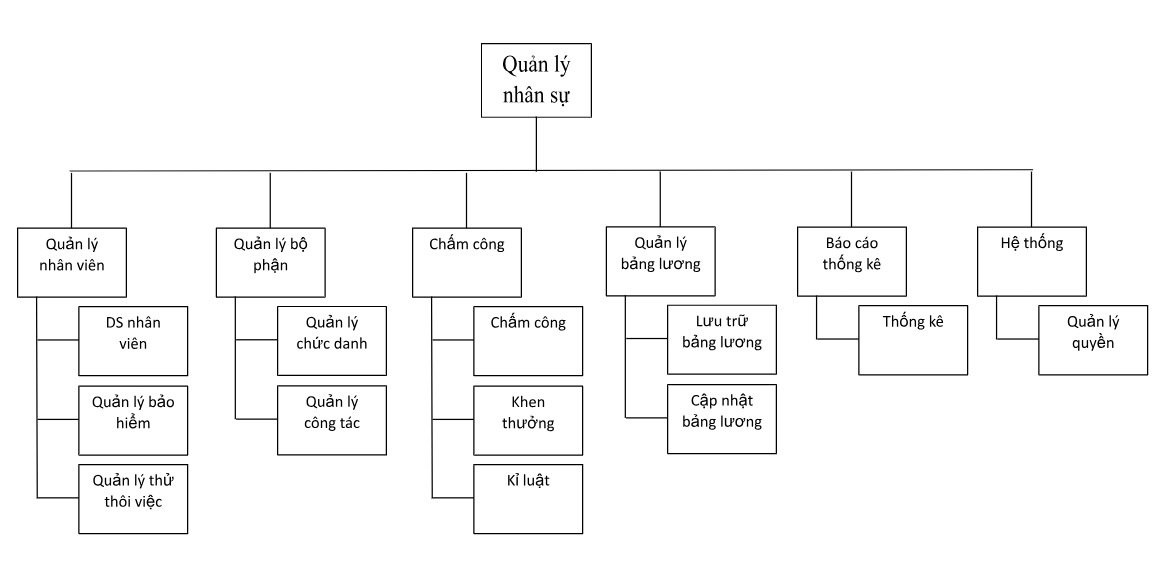 Quản lý
nhân sự
Quản lý
nhân viên
Quản lý bộ
phận
Chấm công
Quản lý
bảng lương
Báo cáo
thống kê
Hệ thống
DS nhân
viên
Quản lý
chức danh
Chấm công
Lưu trữ
bảng lương
Thống kê
Quản lý
quyền
Quản lý bảo
hiểm
Quản lý
công tác
Khen
thưởng
Cập nhật
bảng lương
Quản lý thử
thôi việc
Kỉ luật